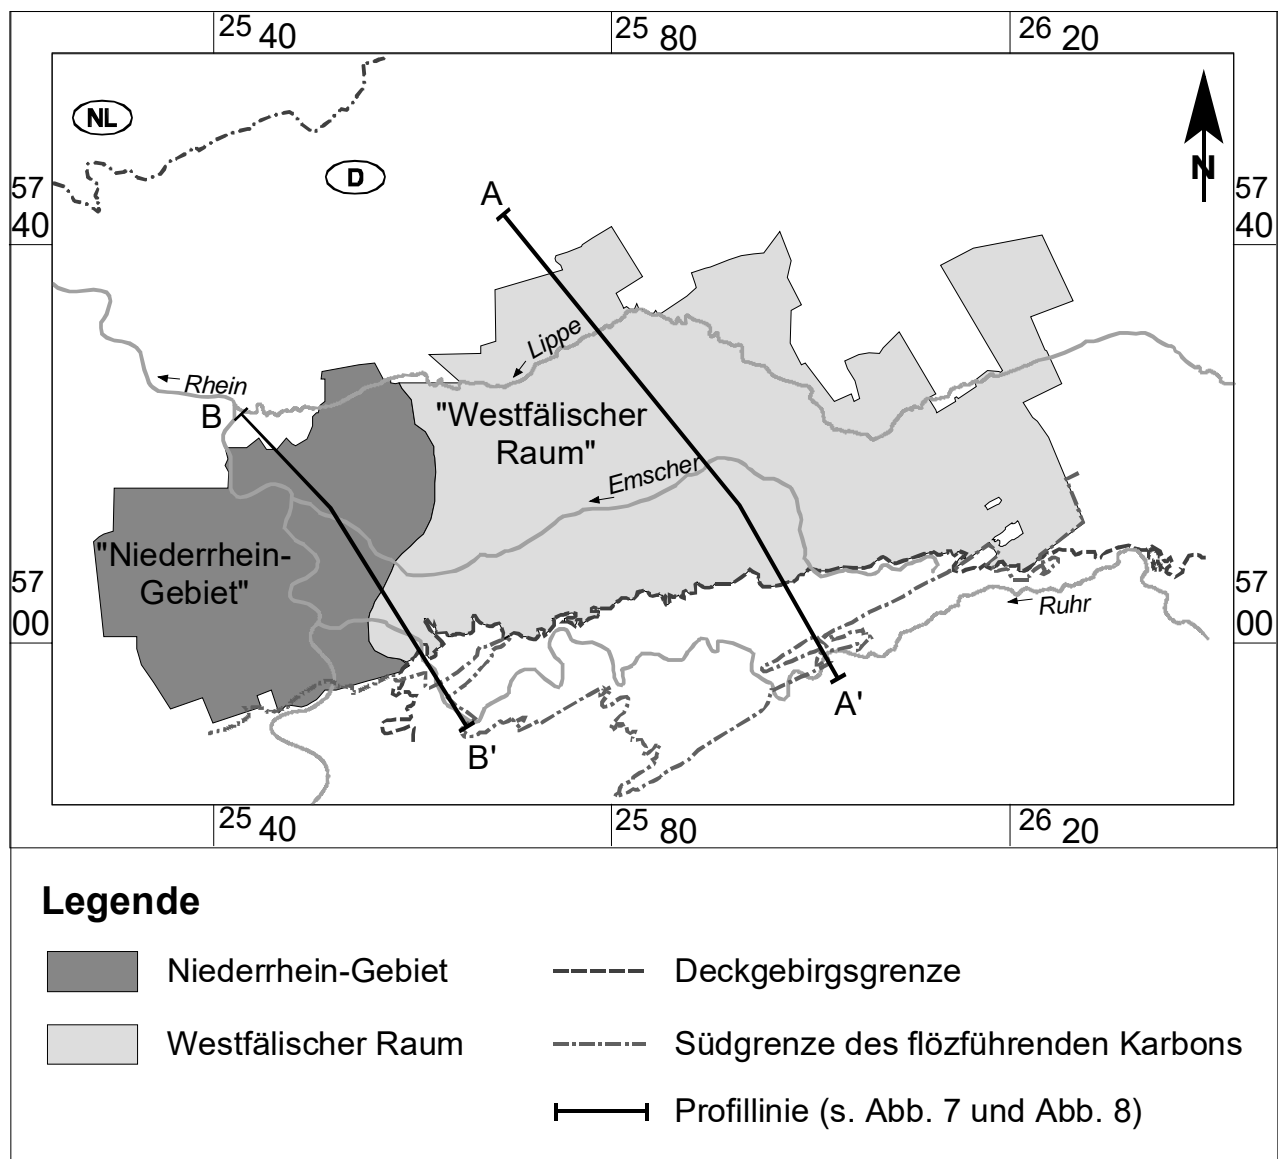 25 40
25 80
26 20
NL
D
N
57
40
57
40
A
Lippe
Rhein
B
"Westfälischer
Raum"
Emscher
"Niederrhein-
Gebiet"
57
00
57
00
Ruhr
A'
B'
25 40
25 80
26 20
Legende
Niederrhein-Gebiet
Deckgebirgsgrenze
Westfälischer Raum
Südgrenze des flözführenden Karbons
Profillinie (s. Abb. 7 und Abb. 8)